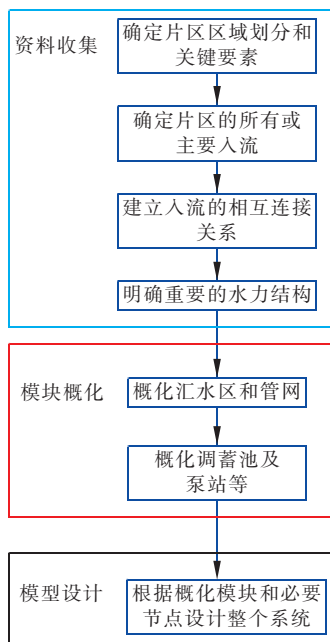 资料收集
确定片区区域划分和
关键要素
确定片区的所有或
主要入流
建立入流的相互连接
关系
明确重要的水力结构
模块概化
概化汇水区和管网
概化调蓄池及
泵站等
模型设计
根据概化模块和必要
节点设计整个系统